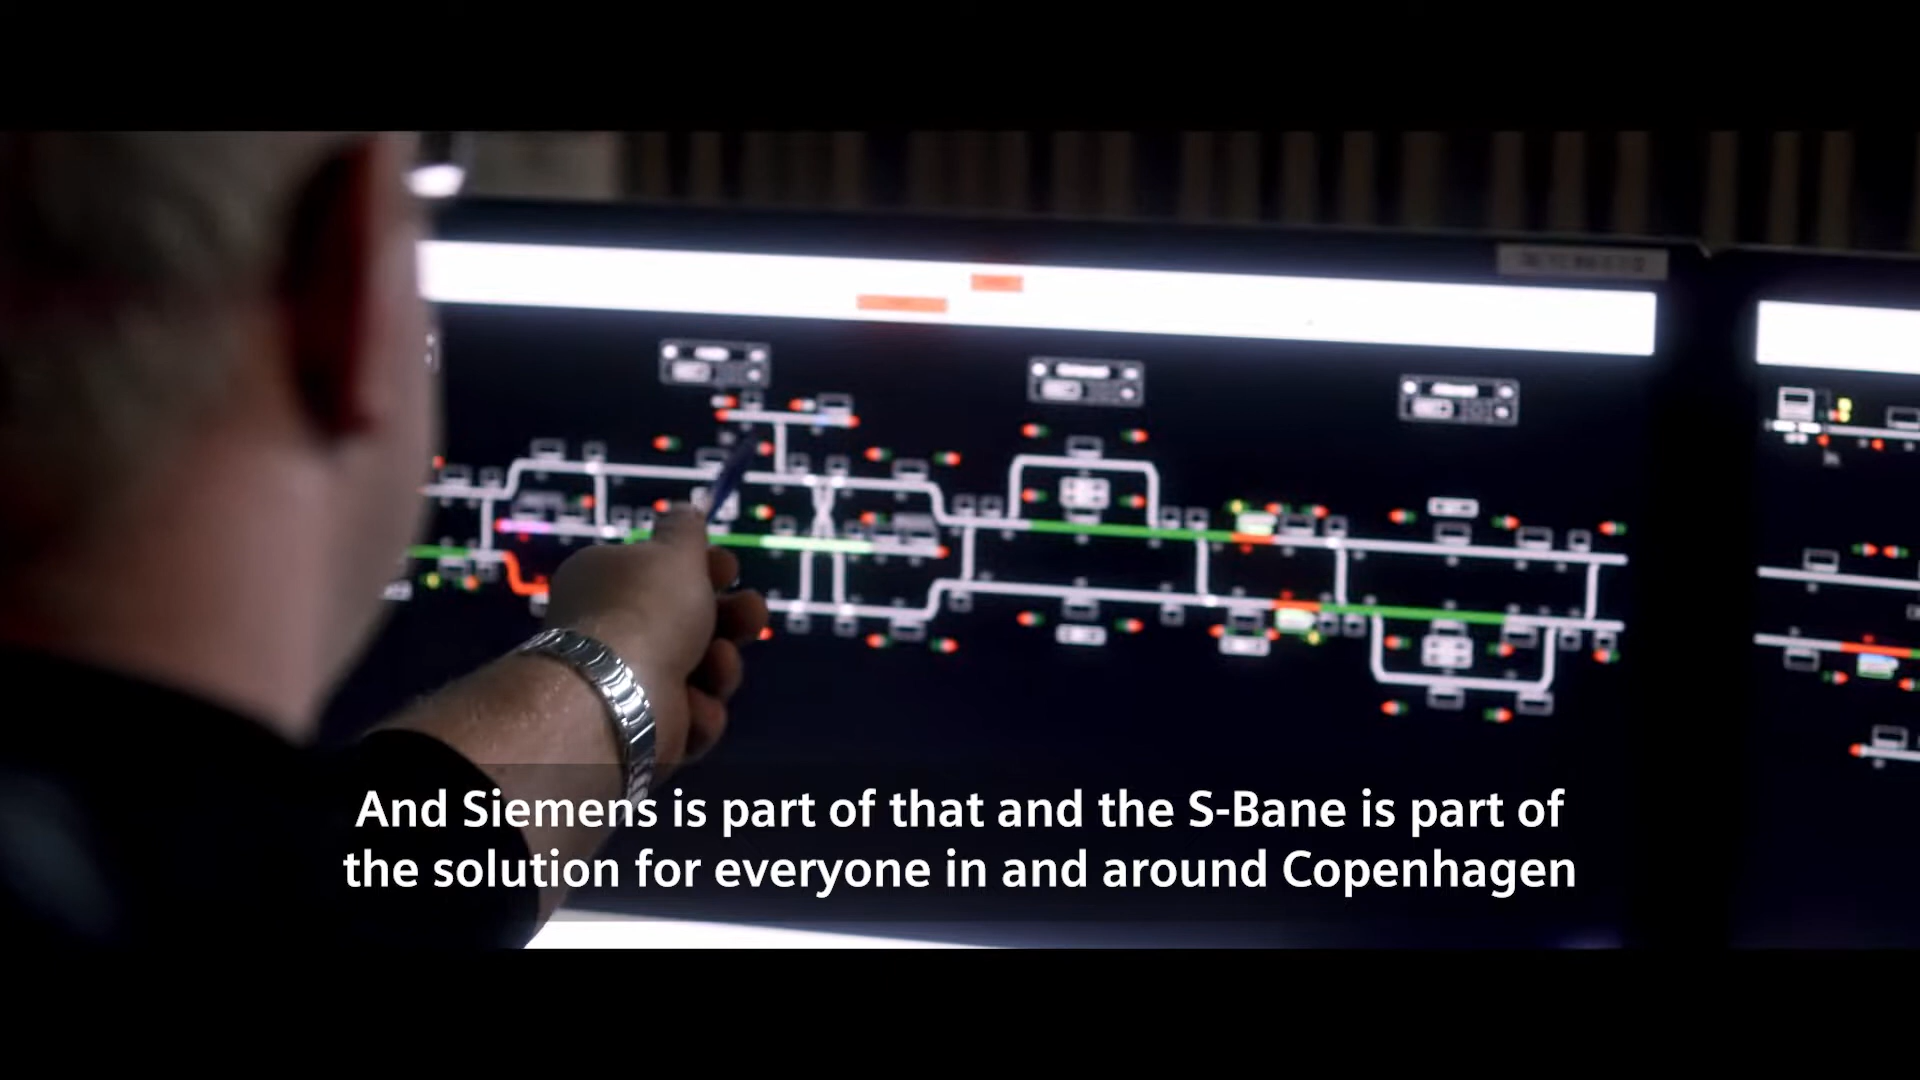 And Siemens is part of that and the S-Bane is part of
the solution for everyone in and around Copenhagen